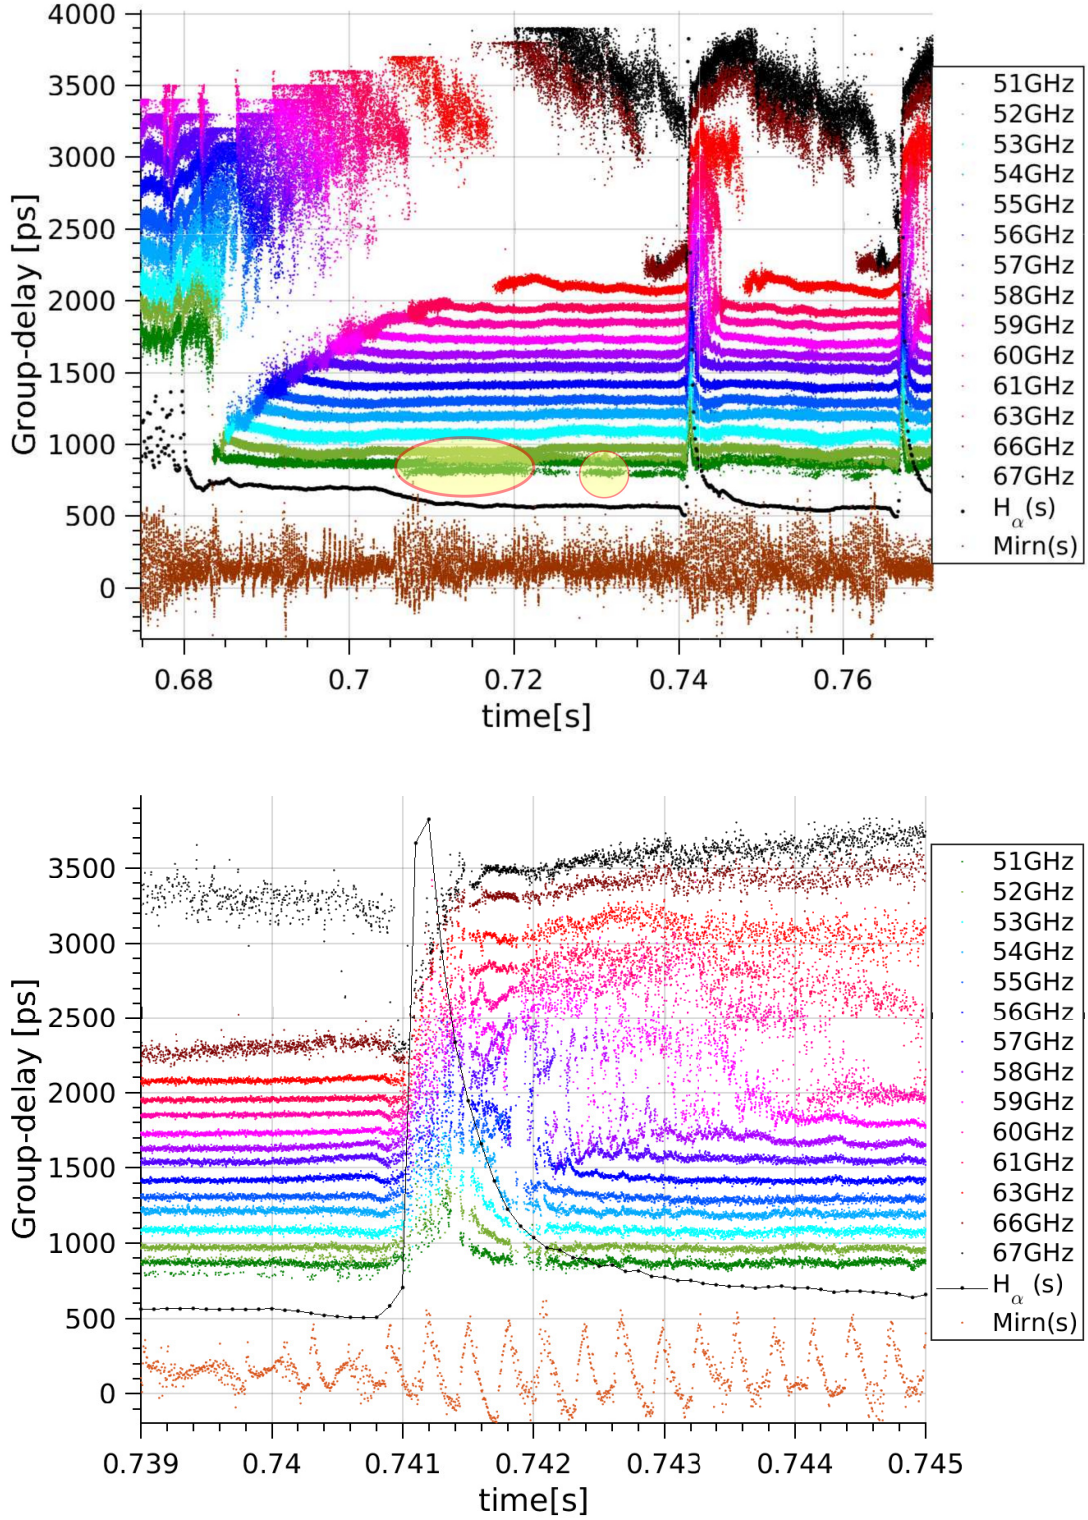 4000
3500
3000
2500
2000
1500
1000
500
0
Group-delay [ps]
0.68
0.7
0.72
0.74
0.76
time[s]
51GHz
52GHz
53GHz
54GHz
55GHz
56GHz
57GHz
58GHz
59GHz
60GHz
61GHz
63GHz
66GHz
67GHz
Hα(s)
Mirn(s)
3500
3000
2500
2000
1500
1000
500
0
Group-delay [ps]
0.739
0.74
0.741
0.742
0.743
0.744
0.745
time[s]
51GHz
52GHz
53GHz
54GHz
55GHz
56GHz
57GHz
58GHz
59GHz
60GHz
61GHz
63GHz
66GHz
67GHz
Hα (s)
Mirn(s)